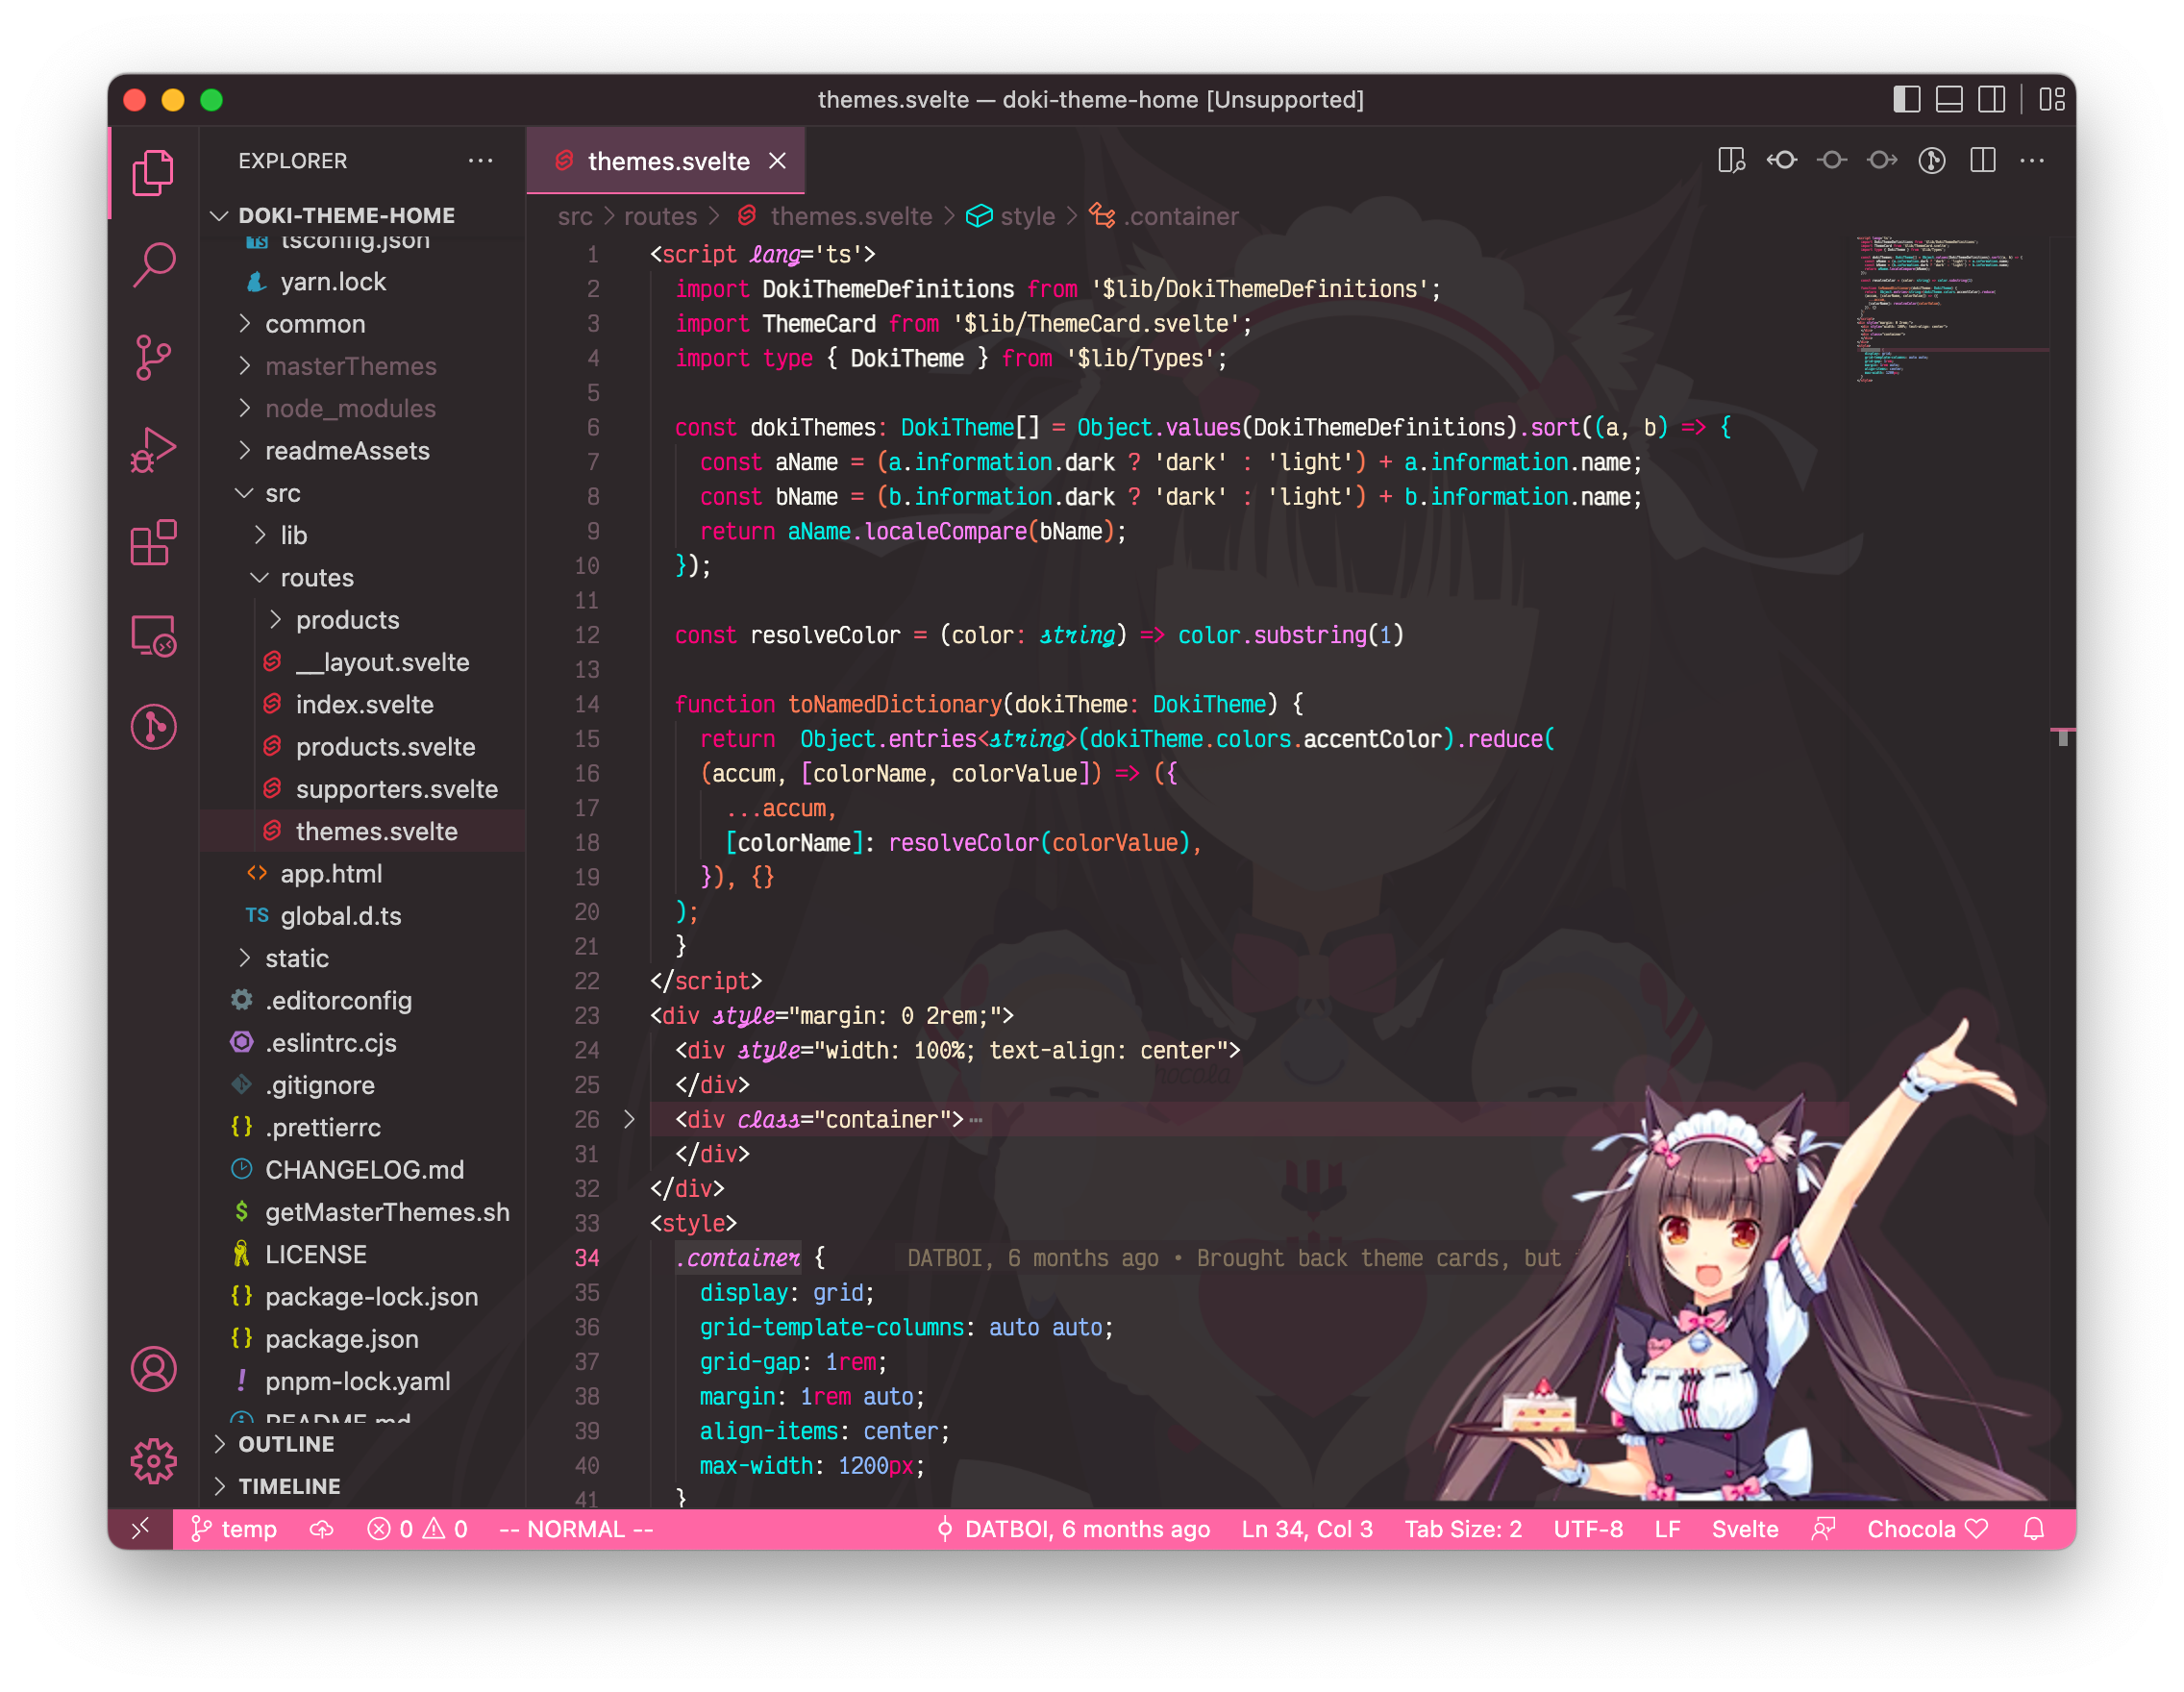 themes.svelte — doki-theme-home [Unsupported]
EXPLORER
DOKI-THEME-HOME
tsconfig.json
yarn.lock
common
masterThemes
node_modules
readmeAssets
src
lib
routes
products
__layout.svelte
index.svelte
products.svelte
supporters.svelte
themes.svelte
app.html
TS global.d.ts
static
.editorconfig
.eslintrc.cjs
.gitignore
{} .prettierrc
CHANGELOG.md
$ getMasterThemes.sh
LICENSE
{} package-lock.json
{} package.json
! pnpm-lock.yaml
README.md
OUTLINE
TIMELINE
themes.svelte
src > routes > themes.svelte > style > .container
1 <script lang='ts'>
2 import DokiThemeDefinitions from '$lib/DokiThemeDefinitions';
3 import ThemeCard from '$lib/ThemeCard.svelte';
4 import type { DokiTheme } from '$lib/Types';
5
6 const dokiThemes: DokiTheme[] = Object.values(DokiThemeDefinitions).sort((a, b) => {
7 const aName = (a.information.dark ? 'dark' : 'light') + a.information.name;
8 const bName = (b.information.dark ? 'dark' : 'light') + b.information.name;
9 return aName.localeCompare(bName);
10 });
11
12 const resolveColor = (color: string) => color.substring(1)
13
14 function toNamedDictionary(dokiTheme: DokiTheme) {
15 return Object.entries<string>(dokiTheme.colors.accentColor).reduce(
16 (accum, [colorName, colorValue]) => ({
17 ...accum,
18 [colorName]: resolveColor(colorValue),
19 }), {}
20 );
21 }
22 </script>
23 <div style="margin: 0 2rem;">
24 <div style="width: 100%; text-align: center">
25 </div>
26 <div class="container">
31 </div>
32 </div>
33 <style>
34 .container { DATBOI, 6 months ago • Brought back theme cards, but
35 display: grid;
36 grid-template-columns: auto auto;
37 grid-gap: 1rem;
38 margin: 1rem auto;
39 align-items: center;
40 max-width: 1200px;
41 }
temp 0 0 -- NORMAL -- DATBOI, 6 months ago Ln 34, Col 3 Tab Size: 2 UTF-8 LF Svelte Chocola ♡